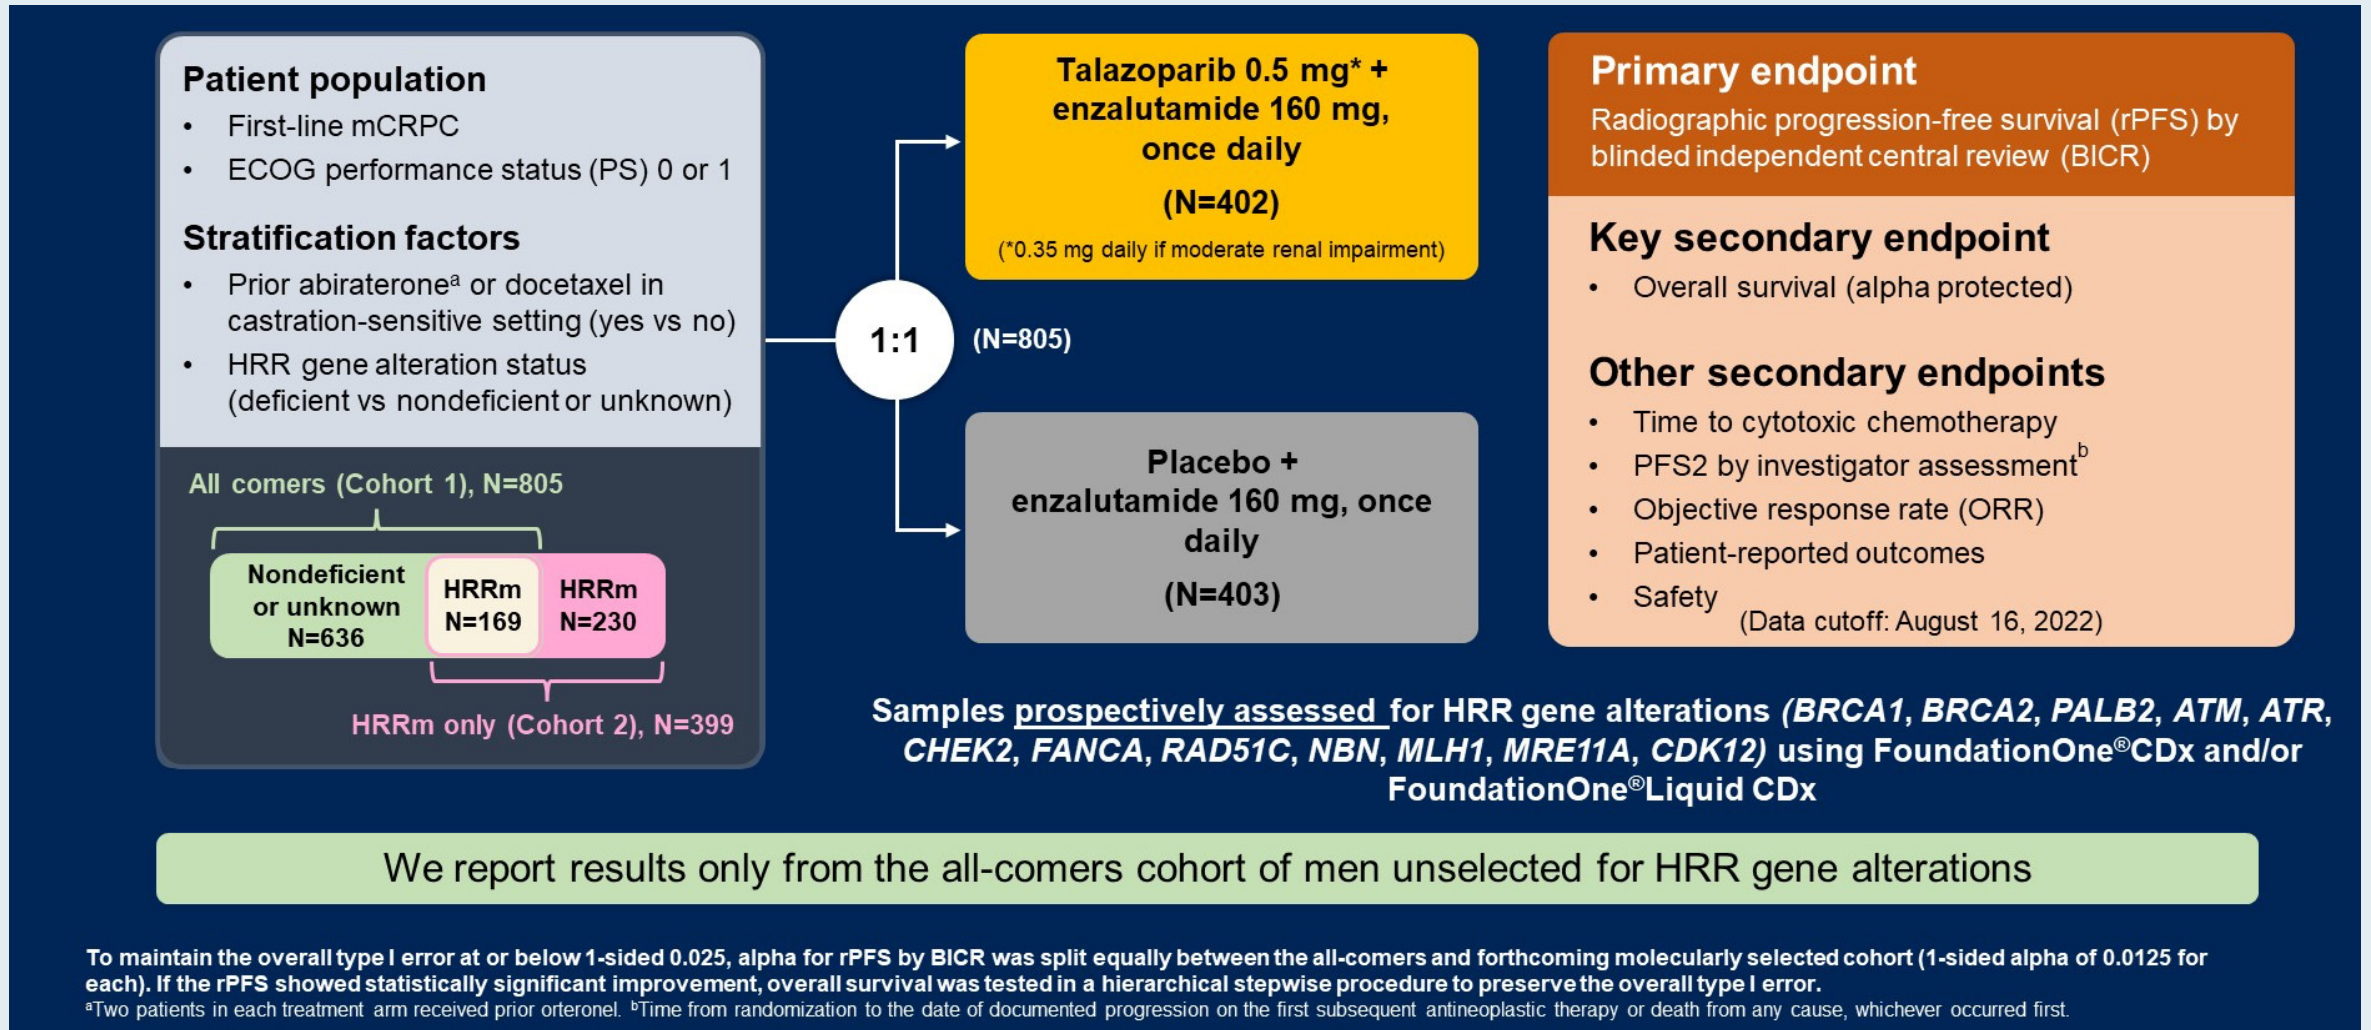 Patient population
• First-line mCRPC
• ECOG performance status (PS) 0 or 1
Stratification factors
• Prior abirateroneᵃ or docetaxel in
castration-sensitive setting (yes vs no)
• HRR gene alteration status
(deficient vs nondeficient or unknown)
All comers (Cohort 1), N=805
Nondeficient
or unknown
N=636
HRRm
N=169
HRRm
N=230
HRRm only (Cohort 2), N=399
1:1
(N=805)
Talazoparib 0.5 mg* +
enzalutamide 160 mg,
once daily
(N=402)
(*0.35 mg daily if moderate renal impairment)
Placebo +
enzalutamide 160 mg, once
daily
(N=403)
Primary endpoint
Radiographic progression-free survival (rPFS) by
blinded independent central review (BICR)
Key secondary endpoint
• Overall survival (alpha protected)
Other secondary endpoints
• Time to cytotoxic chemotherapy
• PFS2 by investigator assessmentᵇ
• Objective response rate (ORR)
• Patient-reported outcomes
• Safety
(Data cutoff: August 16, 2022)
Samples prospectively assessed for HRR gene alterations (BRCA1, BRCA2, PALB2, ATM, ATR,
CHEK2, FANCA, RAD51C, NBN, MLH1, MRE11A, CDK12) using FoundationOne®CDx and/or
FoundationOne®Liquid CDx
We report results only from the all-comers cohort of men unselected for HRR gene alterations
To maintain the overall type I error at or below 1-sided 0.025, alpha for rPFS by BICR was split equally between the all-comers and forthcoming molecularly selected cohort (1-sided alpha of 0.0125 for
each). If the rPFS showed statistically significant improvement, overall survival was tested in a hierarchical stepwise procedure to preserve the overall type I error.
ᵃTwo patients in each treatment arm received prior orteronel. ᵇTime from randomization to the date of documented progression on the first subsequent antineoplastic therapy or death from any cause, whichever occurred first.